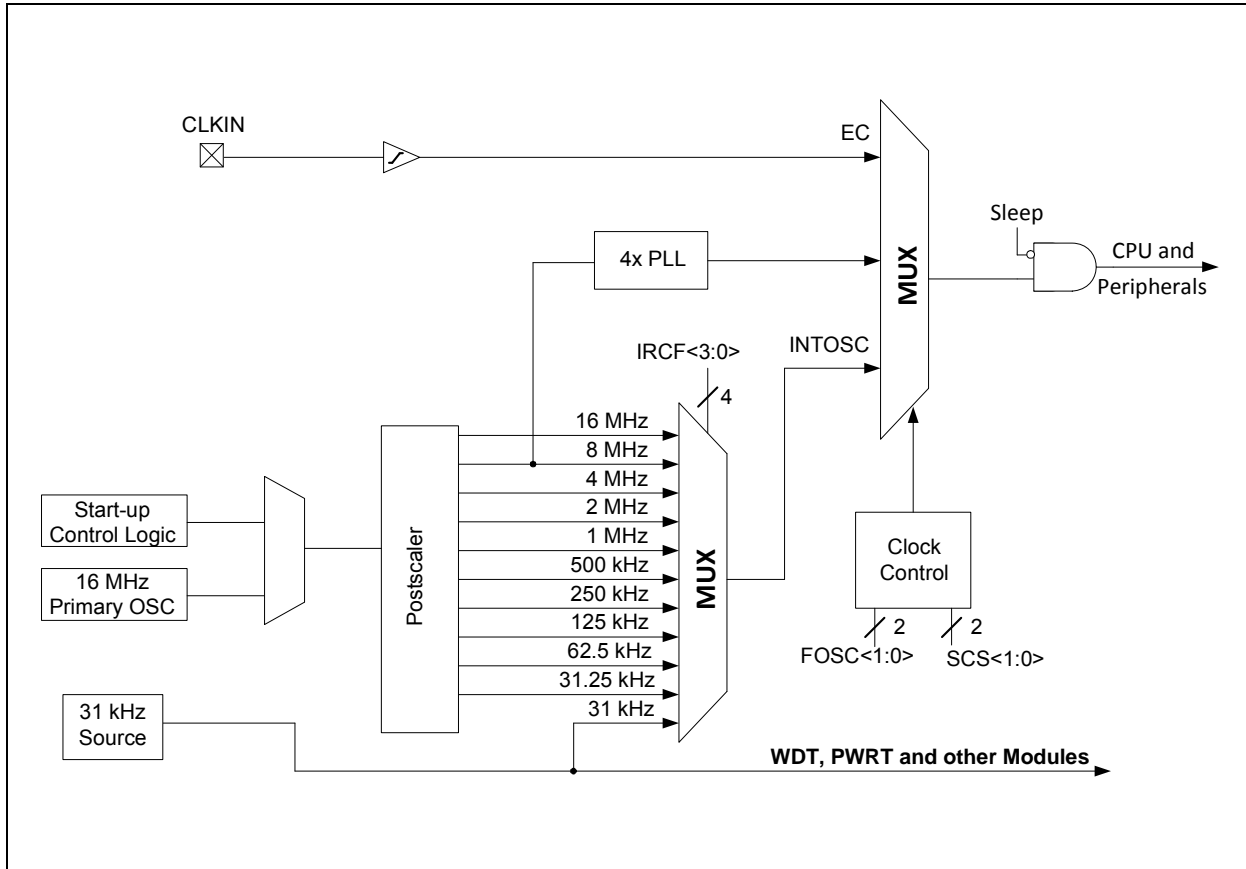 CLKIN
EC
Sleep
4x PLL
MUX
CPU and
Peripherals
IRCF<3:0>
INTOSC
4
16 MHz
8 MHz
4 MHz
2 MHz
1 MHz
500 kHz
250 kHz
125 kHz
62.5 kHz
31.25 kHz
31 kHz
Start-up
Control Logic
16 MHz
Primary OSC
Postscaler
MUX
Clock
Control
2
2
FOSC<1:0>
SCS<1:0>
31 kHz
Source
WDT, PWRT and other Modules